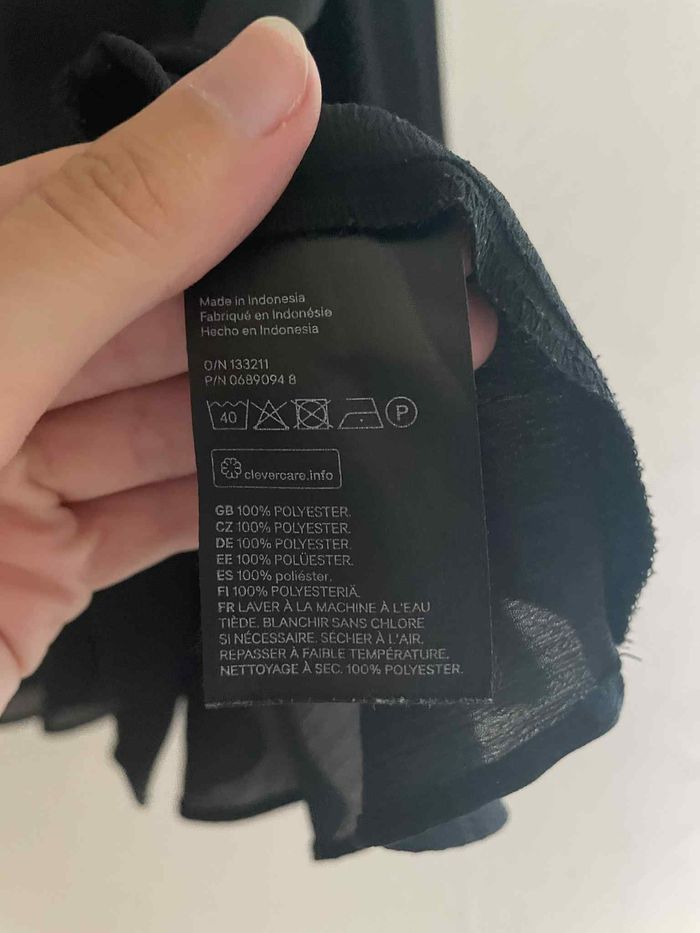 Made in Indonesia
Fabriqué en Indonésie
Hecho en Indonesia
O/N 133211
P/N 0689094 8
40 P
clevercare.info
GB 100% POLYESTER.
CZ 100% POLYESTER.
DE 100% POLYESTER.
EE 100% POLÜESTER.
ES 100% poliéster.
FI 100% POLYESTERIÄ.
FR LAVER À LA MACHINE À L'EAU
TIÈDE. BLANCHIR SANS CHLORE
SI NÉCESSAIRE. SÉCHER À L'AIR.
REPASSER À FAIBLE TEMPÉRATURE.
NETTOYAGE À SEC. 100% POLYESTER.